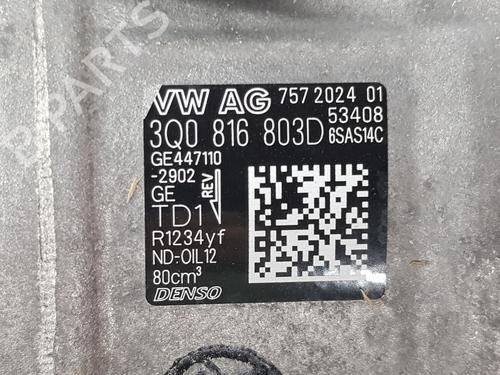 VW AG 757 2024 01
53408
3Q0 816 803D 6SAS14C
GE447110
-2902
GE REV
TD1
R1234yf
ND-OIL12
80cm³
DENSO